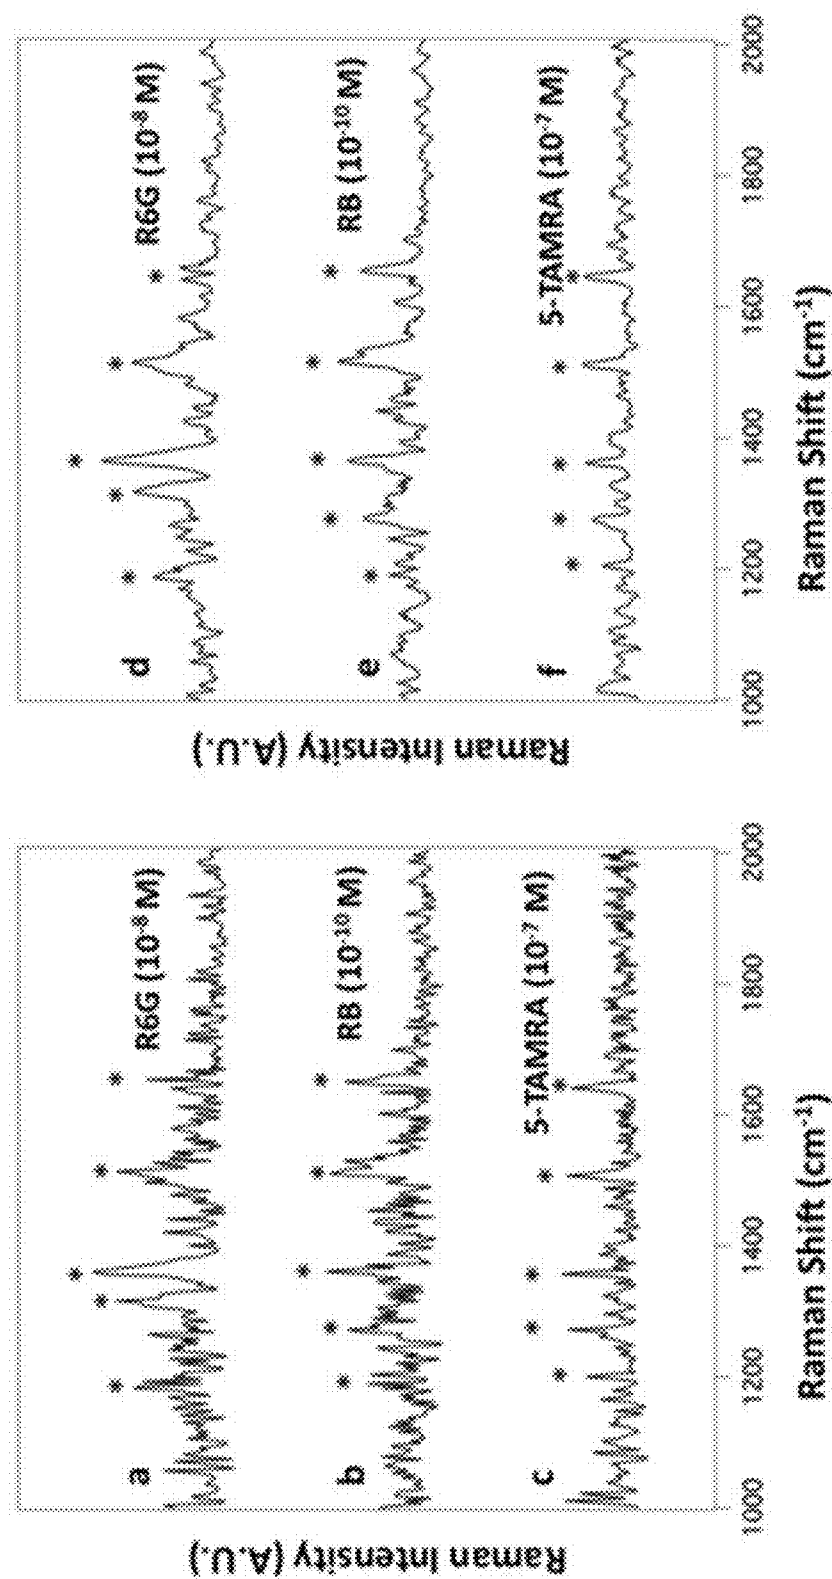 Raman Intensity (A.U.)
a
R6G (10-8 M)
b
RB (10-10 M)
c
5-TAMRA (10-7 M)
1000 1200 1400 1600 1800 2000
Raman Shift (cm-1)
Raman Intensity (A.U.)
d
R6G (10-8 M)
e
RB (10-10 M)
f
5-TAMRA (10-7 M)
1000 1200 1400 1600 1800 2000
Raman Shift (cm-1)